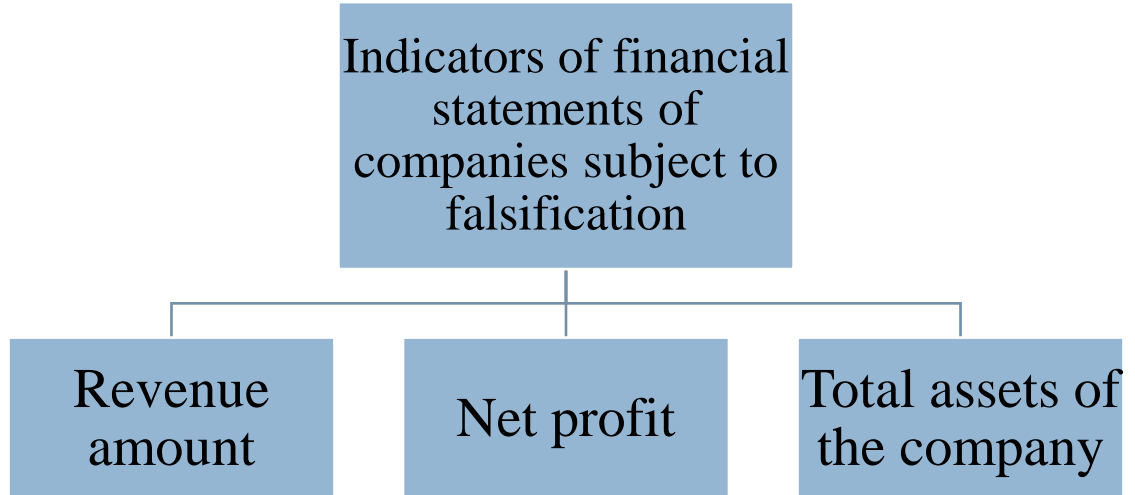 Indicators of financial
statements of
companies subject to
falsification
Revenue
amount
Net profit
Total assets of
the company